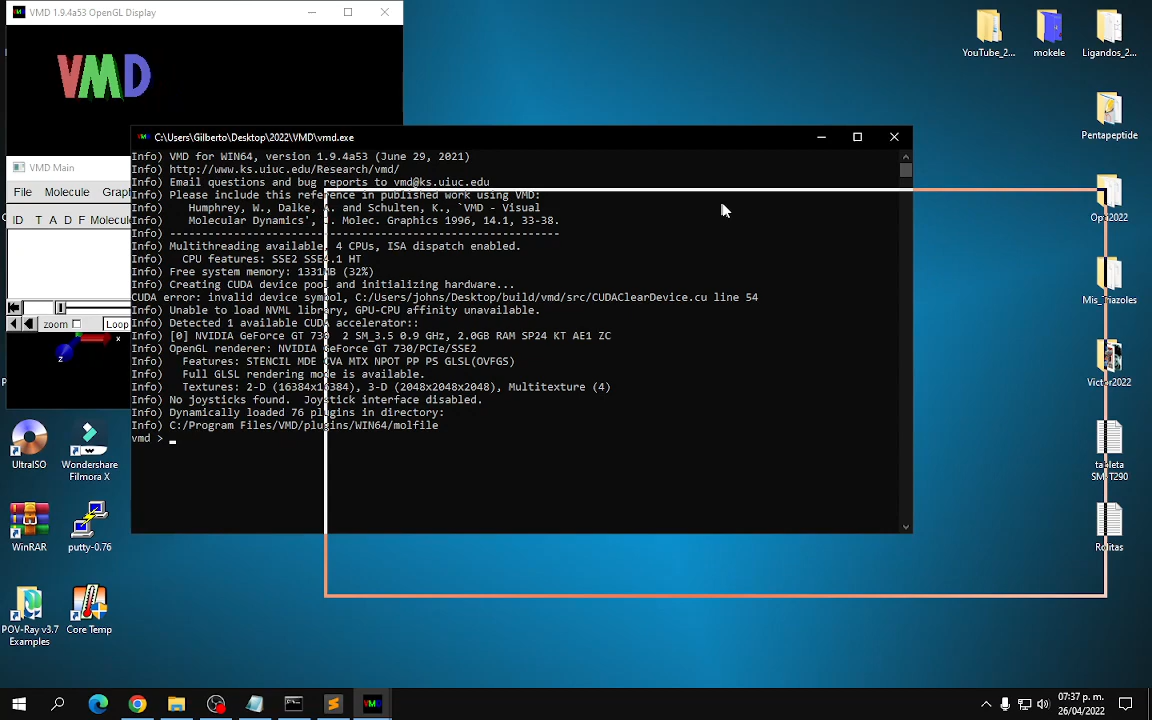 VMD 1.9.4a53 OpenGL Display
VMD
VMD Main
File Molecule Graph
ID T A D F Molecule
zoom Loop
x
z
C:\Users\Gilberto\Desktop\2022\VMD\vmd.exe
Info) VMD for WIN64, version 1.9.4a53 (June 29, 2021)
Info) http://www.ks.uiuc.edu/Research/vmd/
Info) Email questions and bug reports to vmd@ks.uiuc.edu
Info) Please include this reference in published work using VMD:
Info) Humphrey, W., Dalke, A. and Schulten, K., `VMD - Visual
Info) Molecular Dynamics', J. Molec. Graphics 1996, 14.1, 33-38.
Info) -------------------------------------------------------------
Info) Multithreading available, 4 CPUs, ISA dispatch enabled.
Info) CPU features: SSE2 SSE4.1 HT
Info) Free system memory: 1331MB (32%)
Info) Creating CUDA device pool and initializing hardware...
CUDA error: invalid device symbol, C:/Users/johns/Desktop/build/vmd/src/CUDAClearDevice.cu line 54
Info) Unable to load NVML library, GPU-CPU affinity unavailable.
Info) Detected 1 available CUDA accelerator::
Info) [0] NVIDIA GeForce GT 730 2 SM_3.5 0.9 GHz, 2.0GB RAM SP24 KT AE1 ZC
Info) OpenGL renderer: NVIDIA GeForce GT 730/PCIe/SSE2
Info) Features: STENCIL MDE CVA MTX NPOT PP PS GLSL(OVFGS)
Info) Full GLSL rendering mode is available.
Info) Textures: 2-D (16384x16384), 3-D (2048x2048x2048), Multitexture (4)
Info) No joysticks found. Joystick interface disabled.
Info) Dynamically loaded 76 plugins in directory:
Info) C:/Program Files/VMD/plugins/WIN64/molfile
vmd > _
YouTube_2...
mokele
Ligandos_2...
Pentapeptide
Opti2022
Mis_Triazoles
Victor2022
tableta
SM-T290
Rolitas
UltraISO
Wondershare
Filmora X
WinRAR
putty-0.76
POV-Ray v3.7
Examples
Core Temp
07:37 p. m.
26/04/2022